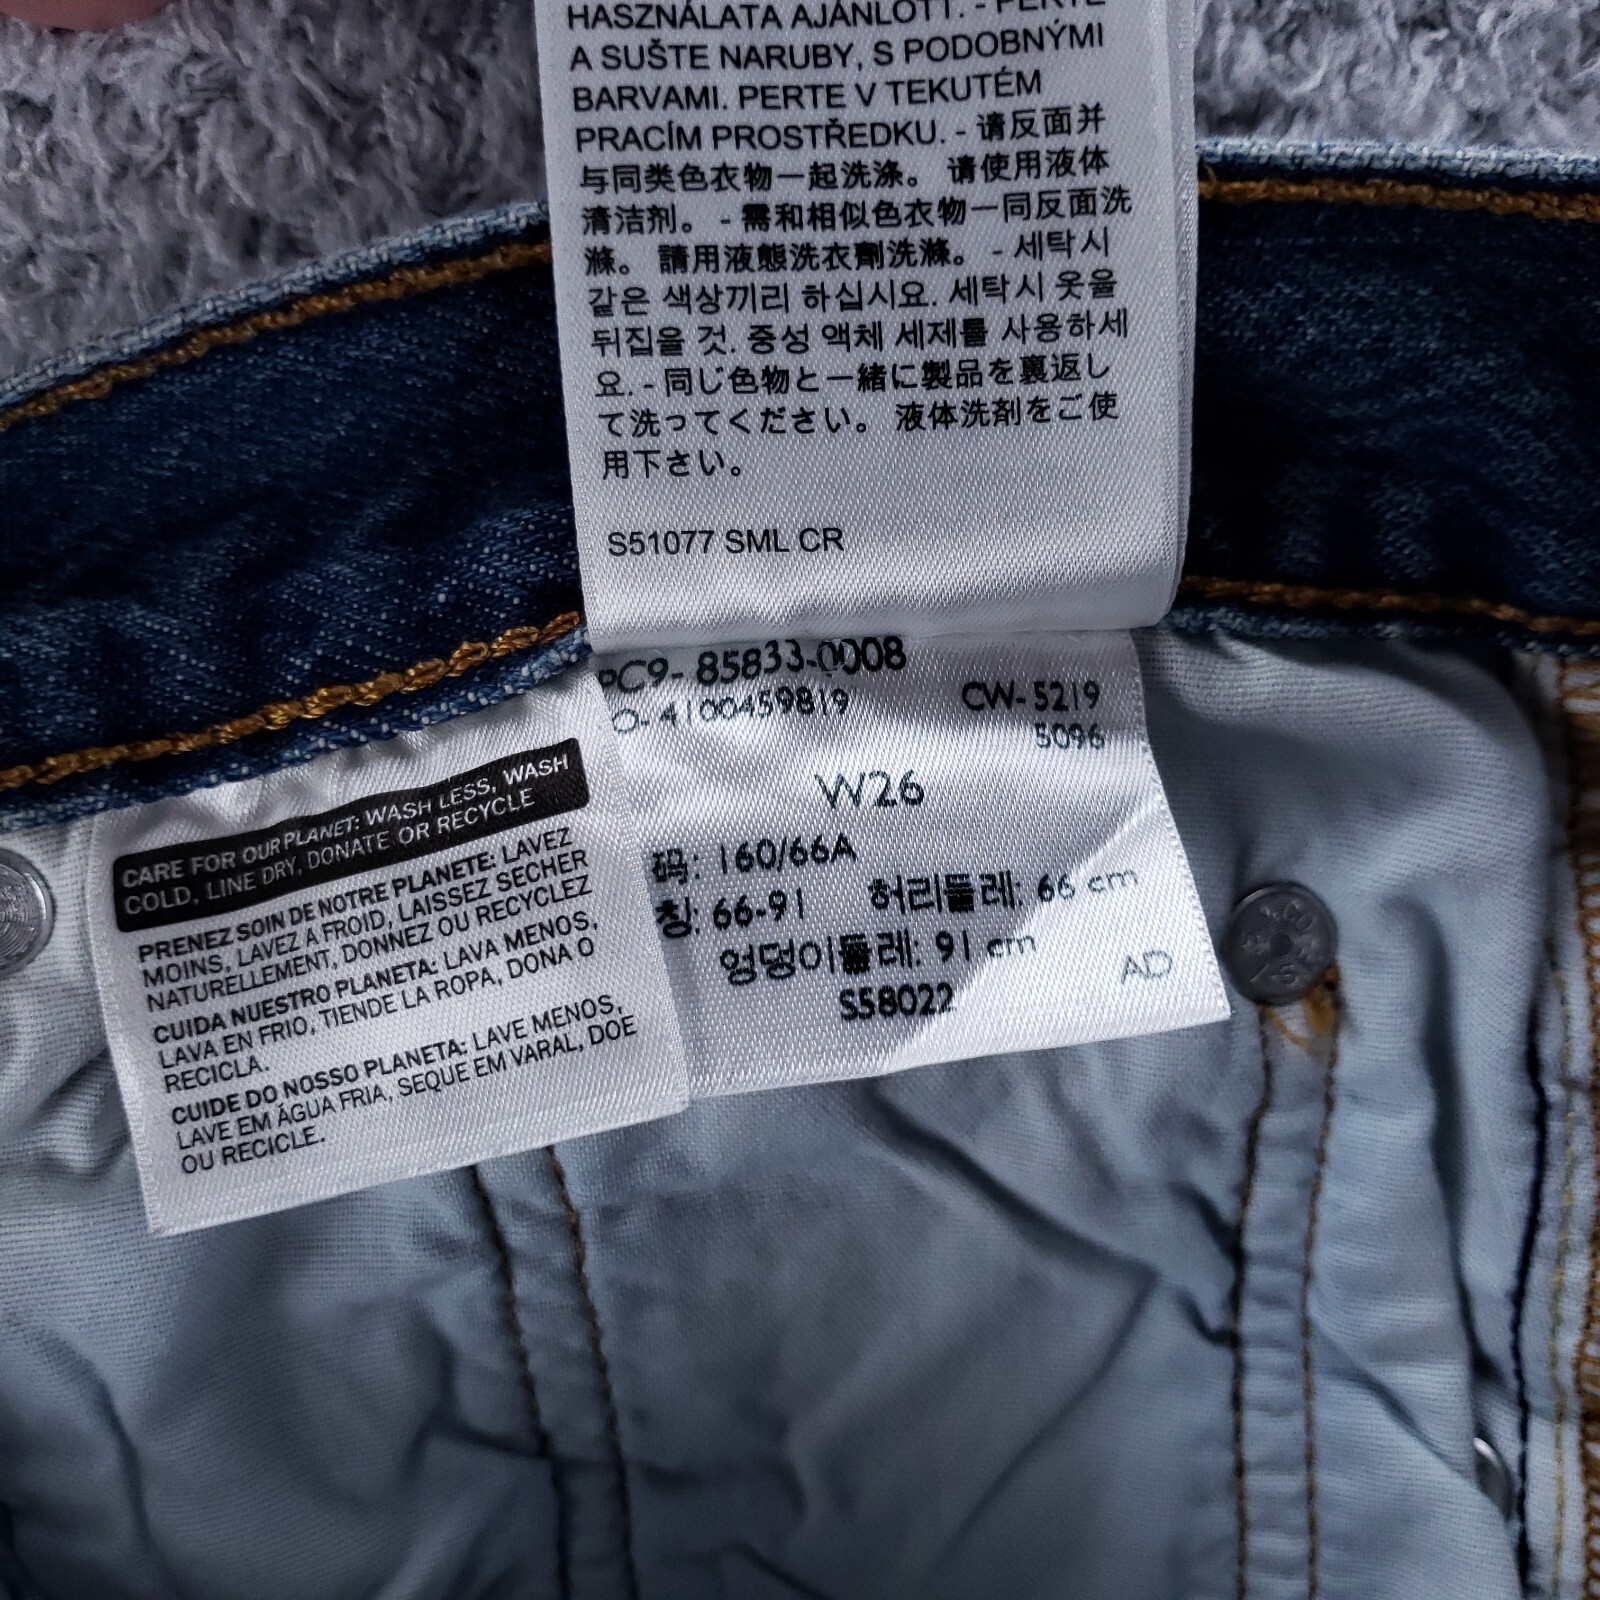 HASZNÁLATA AJÁNLOTT. - PERTE
A SUŠTE NARUBY, S PODOBNÝMI
BARVAMI. PERTE V TEKUTÉM
PRACÍM PROSTŘEDKU. - 请反面并
与同类色衣物一起洗涤。 请使用液体
清洁剂。 - 需和相似色衣物一同反面洗
滌。 請用液態洗衣劑洗滌。 - 세탁시
같은 색상끼리 하십시요. 세탁시 옷을
뒤집을 것. 중성 액체 세제를 사용하세
요. - 同じ色物と一緒に製品を裏返し
て洗ってください。 液体洗剤をご使
用下さい。
S51077 SML CR
PC9- 85833-0008
O- 4100459819 CW- 5219
5096
W26
码: 160/66A
칭: 66-91 허리둘레: 66 cm
엉덩이둘레: 91 cm
S58022 AD
CARE FOR OUR PLANET: WASH LESS, WASH
COLD, LINE DRY, DONATE OR RECYCLE
PRENEZ SOIN DE NOTRE PLANETE: LAVEZ
MOINS, LAVEZ A FROID, LAISSEZ SECHER
NATURELLEMENT, DONNEZ OU RECYCLEZ
CUIDA NUESTRO PLANETA: LAVA MENOS,
LAVA EN FRIO, TIENDE LA ROPA, DONA O
RECICLA.
CUIDE DO NOSSO PLANETA: LAVE MENOS,
LAVE EM ÁGUA FRIA, SEQUE EM VARAL, DOE
OU RECICLE.